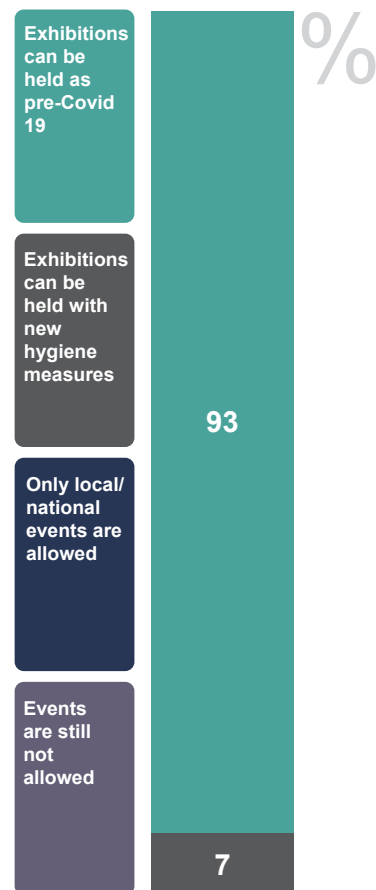 Exhibitions
can be
held as
pre-Covid
19
%
Exhibitions
can be
held with
new
hygiene
measures
93
Only local/
national
events are
allowed
Events
are still
not
allowed
7